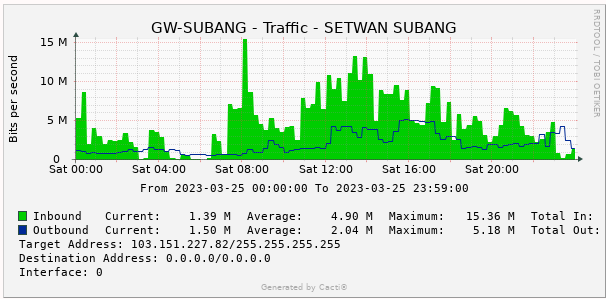 GW-SUBANG - Traffic - SETWAN SUBANG
RRDTOOL / TOBI OETIKER
Bits per second
15 M
10 M
5 M
0
Sat 00:00 Sat 04:00 Sat 08:00 Sat 12:00 Sat 16:00 Sat 20:00
From 2023-03-25 00:00:00 To 2023-03-25 23:59:00
Inbound Current: 1.39 M Average: 4.90 M Maximum: 15.36 M Total In:
Outbound Current: 1.50 M Average: 2.04 M Maximum: 5.18 M Total Out:
Target Address: 103.151.227.82/255.255.255.255
Destination Address: 0.0.0.0/0.0.0.0
Interface: 0
Generated by Cacti®